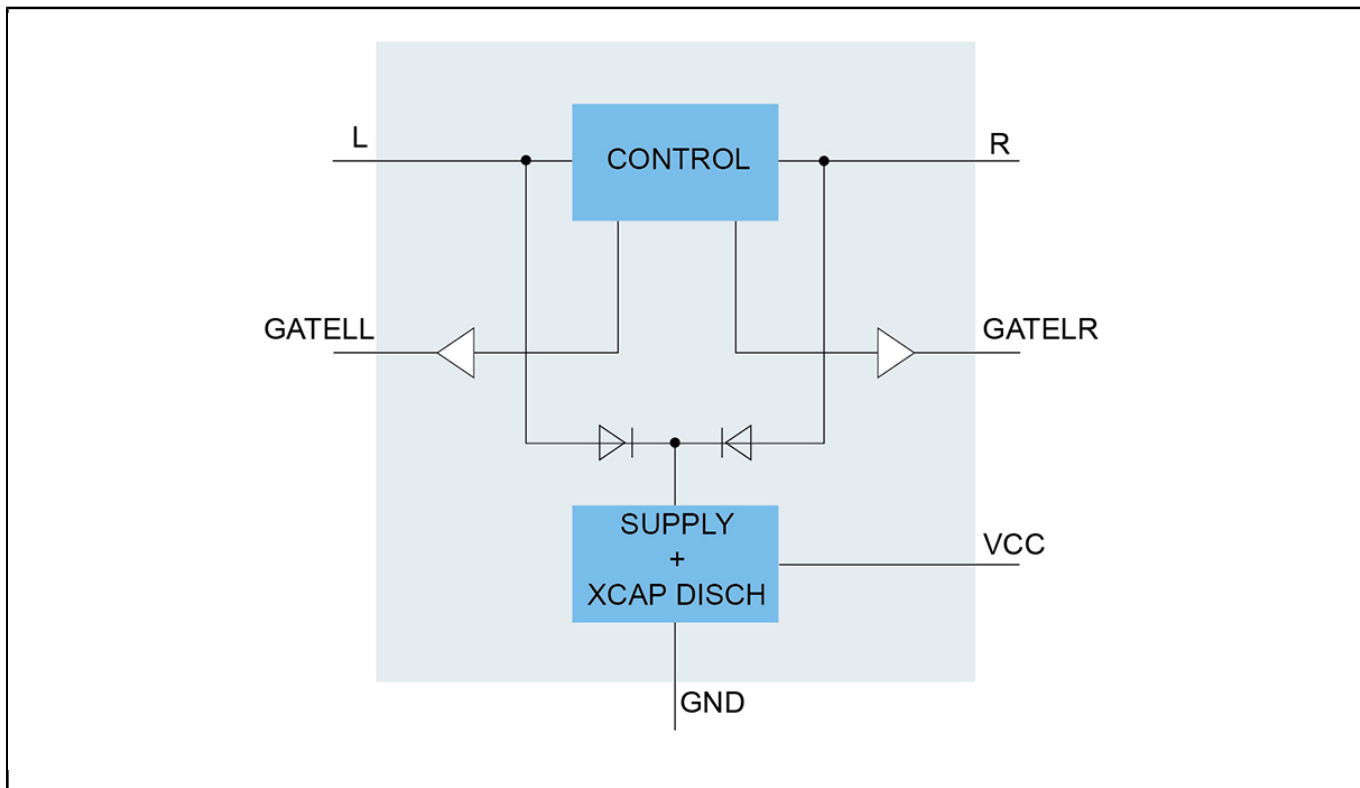 L
CONTROL
R
GATELL
GATELR
SUPPLY
+
XCAP DISCH
VCC
GND